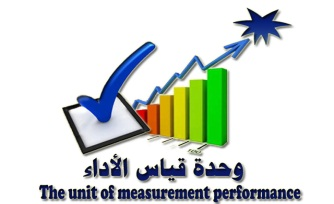 وحدة قياس الأداء
The unit of measurement performance